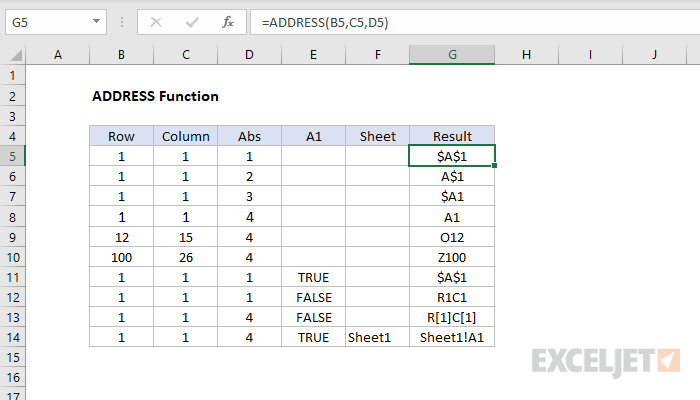 G5 fx =ADDRESS(B5,C5,D5)
A B C D E F G H I J
1
2 ADDRESS Function
3
4 Row Column Abs A1 Sheet Result
5 1 1 1 $A$1
6 1 1 2 A$1
7 1 1 3 $A1
8 1 1 4 A1
9 12 15 4 O12
10 100 26 4 Z100
11 1 1 1 TRUE $A$1
12 1 1 1 FALSE R1C1
13 1 1 4 FALSE R[1]C[1]
14 1 1 4 TRUE Sheet1 Sheet1!A1
15
16 EXCELJET
17